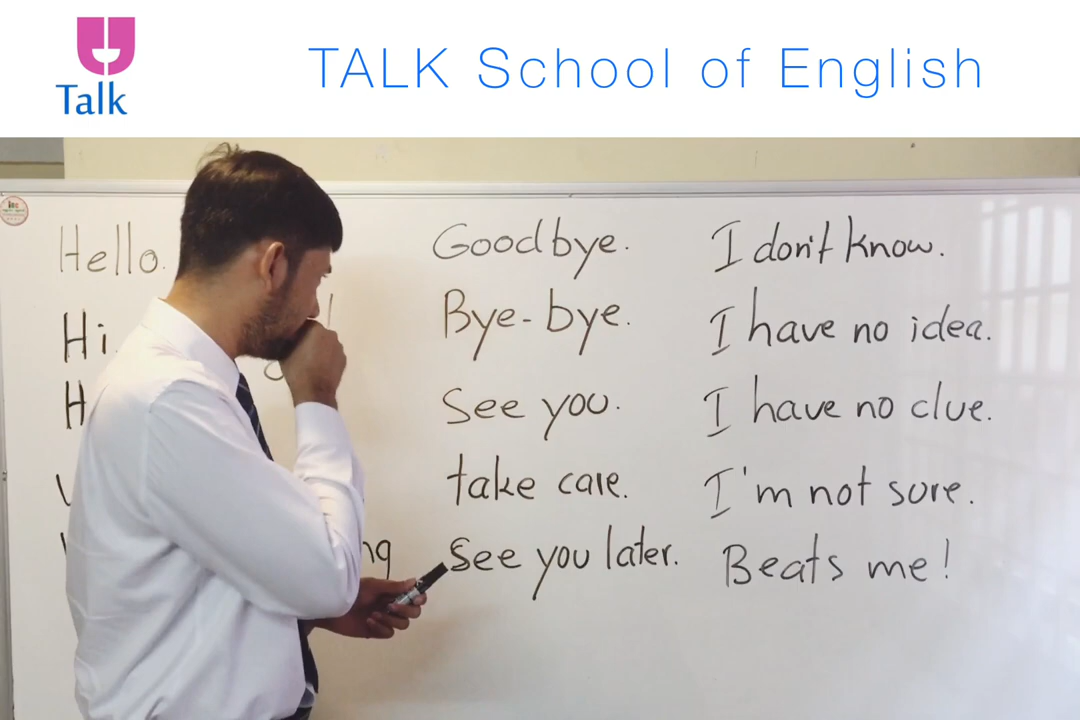 Talk
TALK School of English
Hello.
Hi.
Goodbye.
Bye-bye.
See you.
take care.
See you later.
I don't know.
I have no idea.
I have no clue.
I'm not sure.
Beats me!